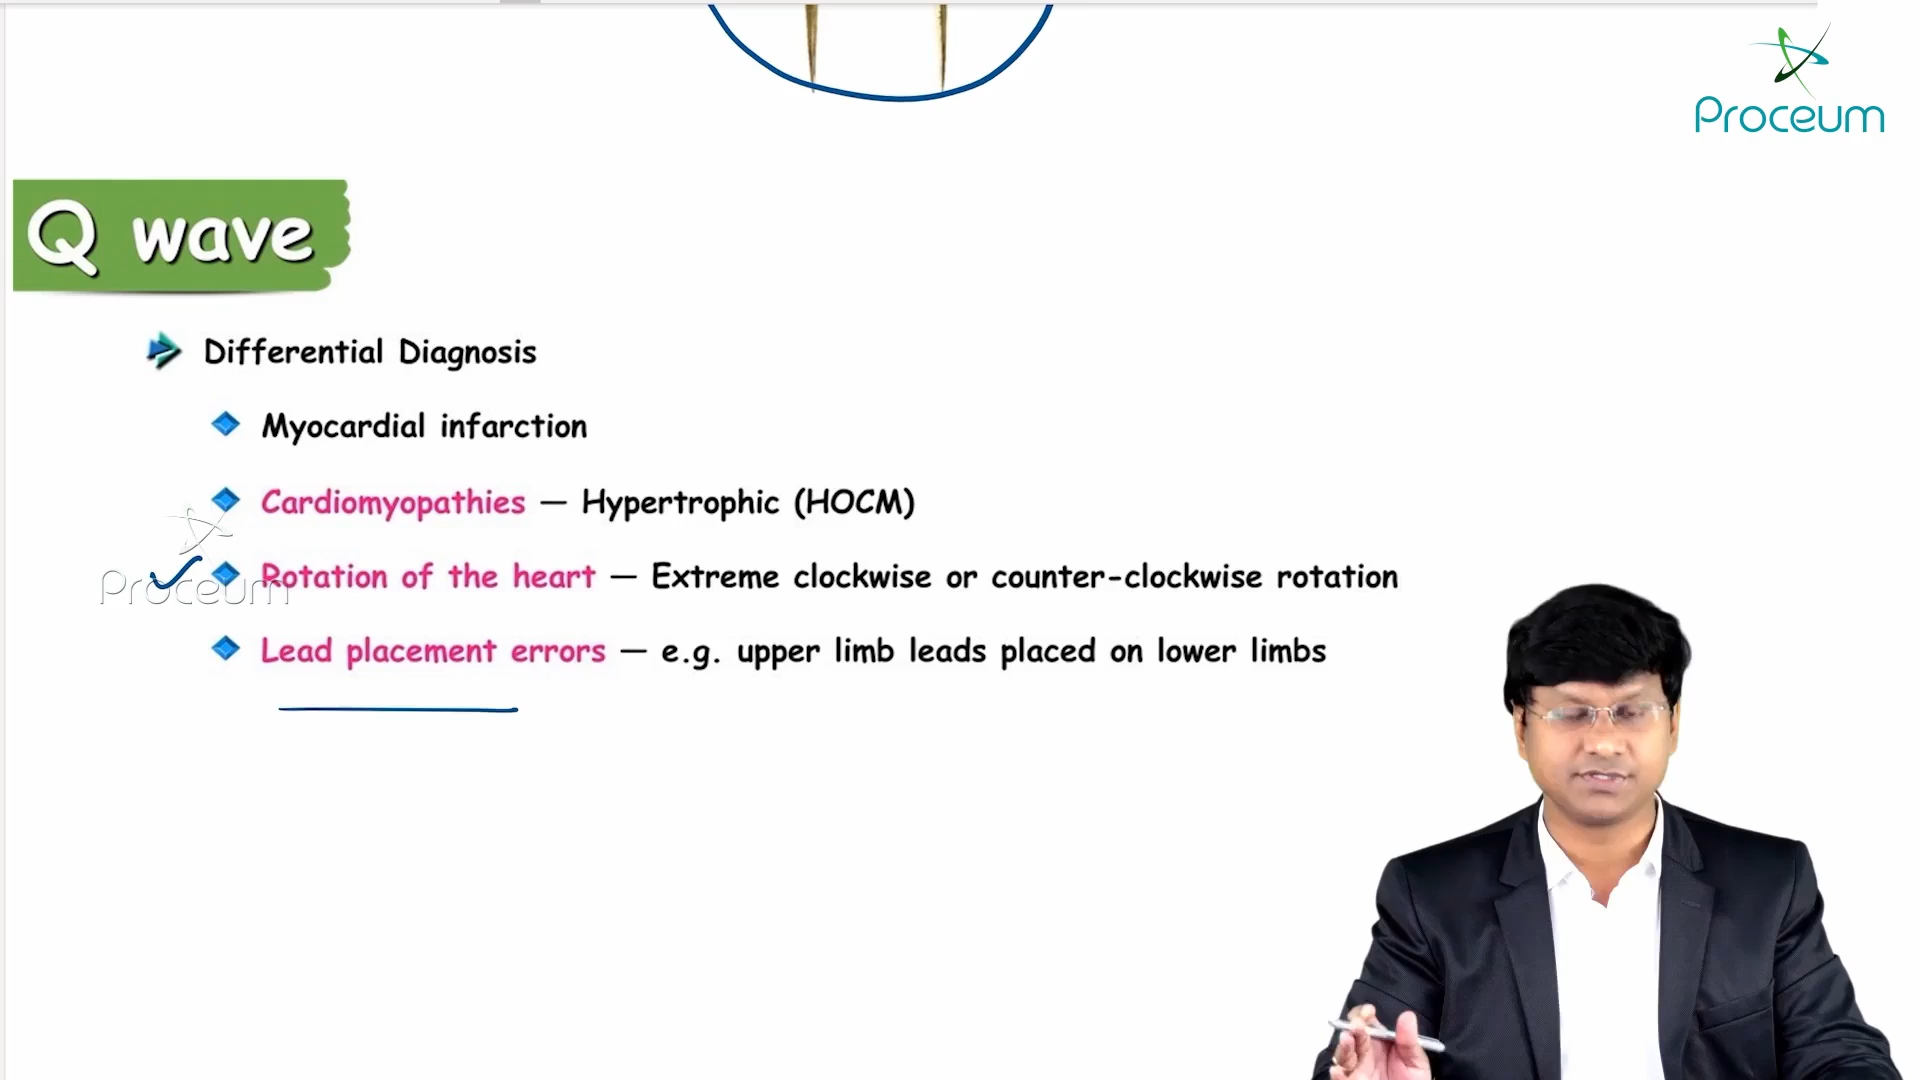 Proceum
Q wave
Differential Diagnosis
Myocardial infarction
Cardiomyopathies – Hypertrophic (HOCM)
Rotation of the heart – Extreme clockwise or counter-clockwise rotation
Proceum
Lead placement errors – e.g. upper limb leads placed on lower limbs